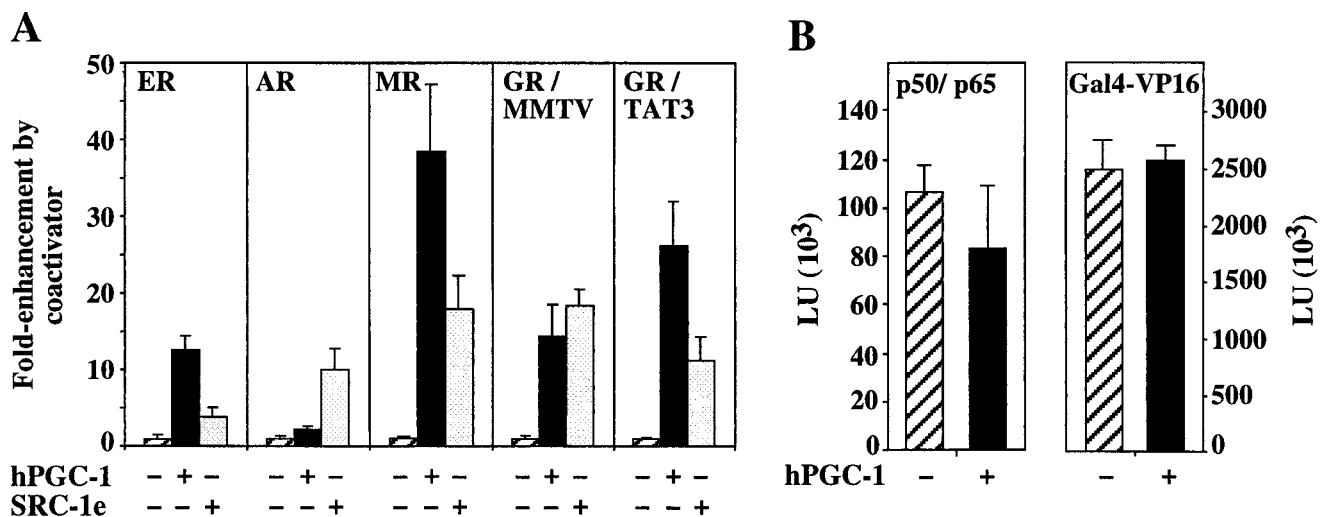 A
Fold-enhancement by
coactivator
50
40
30
20
10
0
ER
AR
MR
GR /
MMTV
GR /
TAT3
hPGC-1 – + – – + – – + – – + – – + –
SRC-1e – – + – – + – – + – – + – – +
B
LU (10³)
140
120
100
80
60
40
20
0
p50/ p65
Gal4-VP16
3000
2500
2000
1500
1000
500
0
LU (10³)
hPGC-1 – + – +